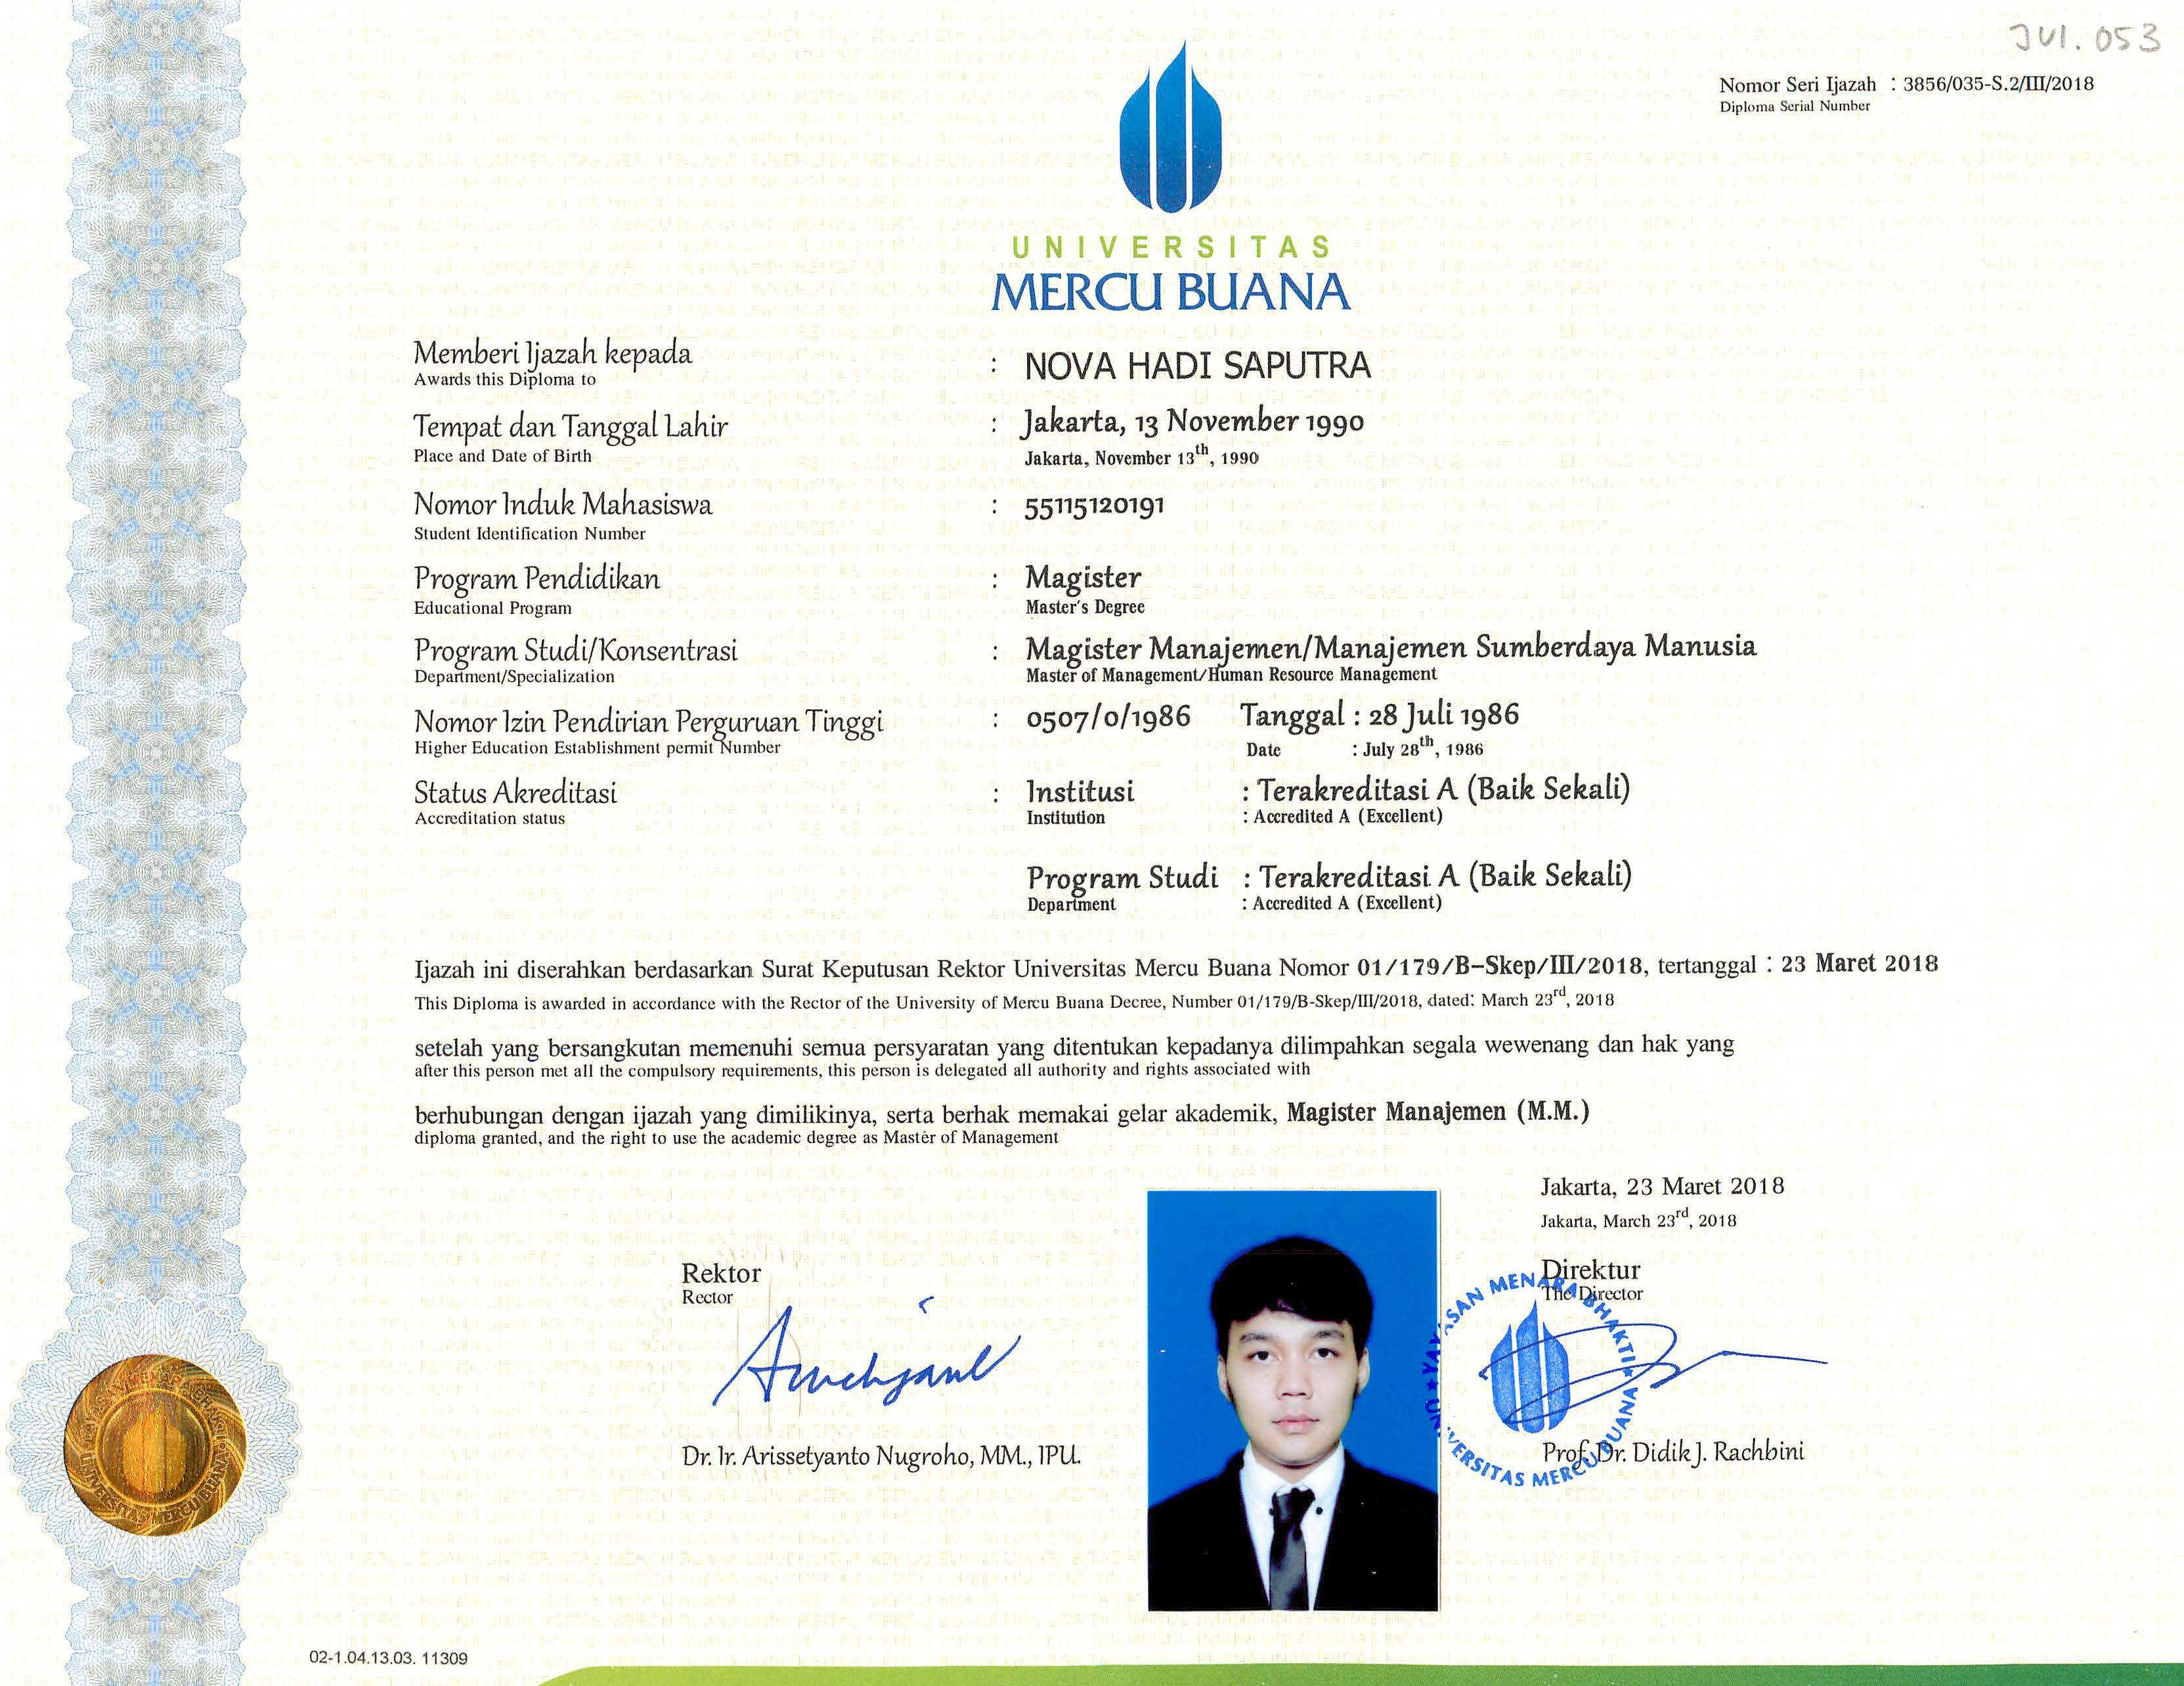 JUl. 053
Nomor Seri Ijazah : 3856/035-S.2/III/2018
Diploma Serial Number
UNIVERSITAS
MERCU BUANA
Memberi Ijazah kepada : NOVA HADI SAPUTRA
Awards this Diploma to
Tempat dan Tanggal Lahir : Jakarta, 13 November 1990
Place and Date of Birth Jakarta, November 13th, 1990
Nomor Induk Mahasiswa : 55115120191
Student Identification Number
Program Pendidikan : Magister
Educational Program Master's Degree
Program Studi/Konsentrasi : Magister Manajemen/Manajemen Sumberdaya Manusia
Department/Specialization Master of Management/Human Resource Management
Nomor Izin Pendirian Perguruan Tinggi : 0507/0/1986 Tanggal : 28 Juli 1986
Higher Education Establishment permit Number Date : July 28th, 1986
Status Akreditasi : Institusi : Terakreditasi A (Baik Sekali)
Accreditation status Institution : Accredited A (Excellent)
Program Studi : Terakreditasi A (Baik Sekali)
Department : Accredited A (Excellent)
Ijazah ini diserahkan berdasarkan Surat Keputusan Rektor Universitas Mercu Buana Nomor 01/179/B-Skep/III/2018, tertanggal : 23 Maret 2018
This Diploma is awarded in accordance with the Rector of the University of Mercu Buana Decree, Number 01/179/B-Skep/III/2018, dated: March 23rd, 2018
setelah yang bersangkutan memenuhi semua persyaratan yang ditentukan kepadanya dilimpahkan segala wewenang dan hak yang
after this person met all the compulsory requirements, this person is delegated all authority and rights associated with
berhubungan dengan ijazah yang dimilikinya, serta berhak memakai gelar akademik, Magister Manajemen (M.M.)
diploma granted, and the right to use the academic degree as Master of Management
Jakarta, 23 Maret 2018
Jakarta, March 23rd, 2018
Rektor
Rector
Direktur
The Director
YAYASAN MENARA BHAKTI
UNIVERSITAS MERCU BUANA
Dr. Ir. Arissetyanto Nugroho, MM., IPU.
Prof. Dr. Didik J. Rachbini
UNIVERSITAS MERCU BUANA
02-1.04.13.03. 11309